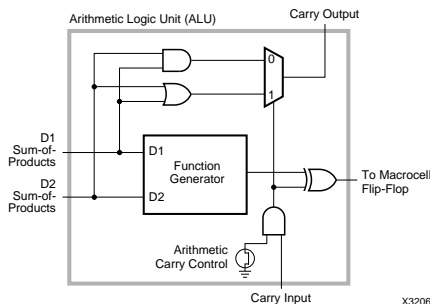 Arithmetic Logic Unit (ALU)
Carry Output
0
1
D1
Sum-of-
Products
D2
Sum-of-
Products
D1
D2
Function
Generator
To Macrocell
Flip-Flop
Arithmetic
Carry Control
Carry Input
X3206